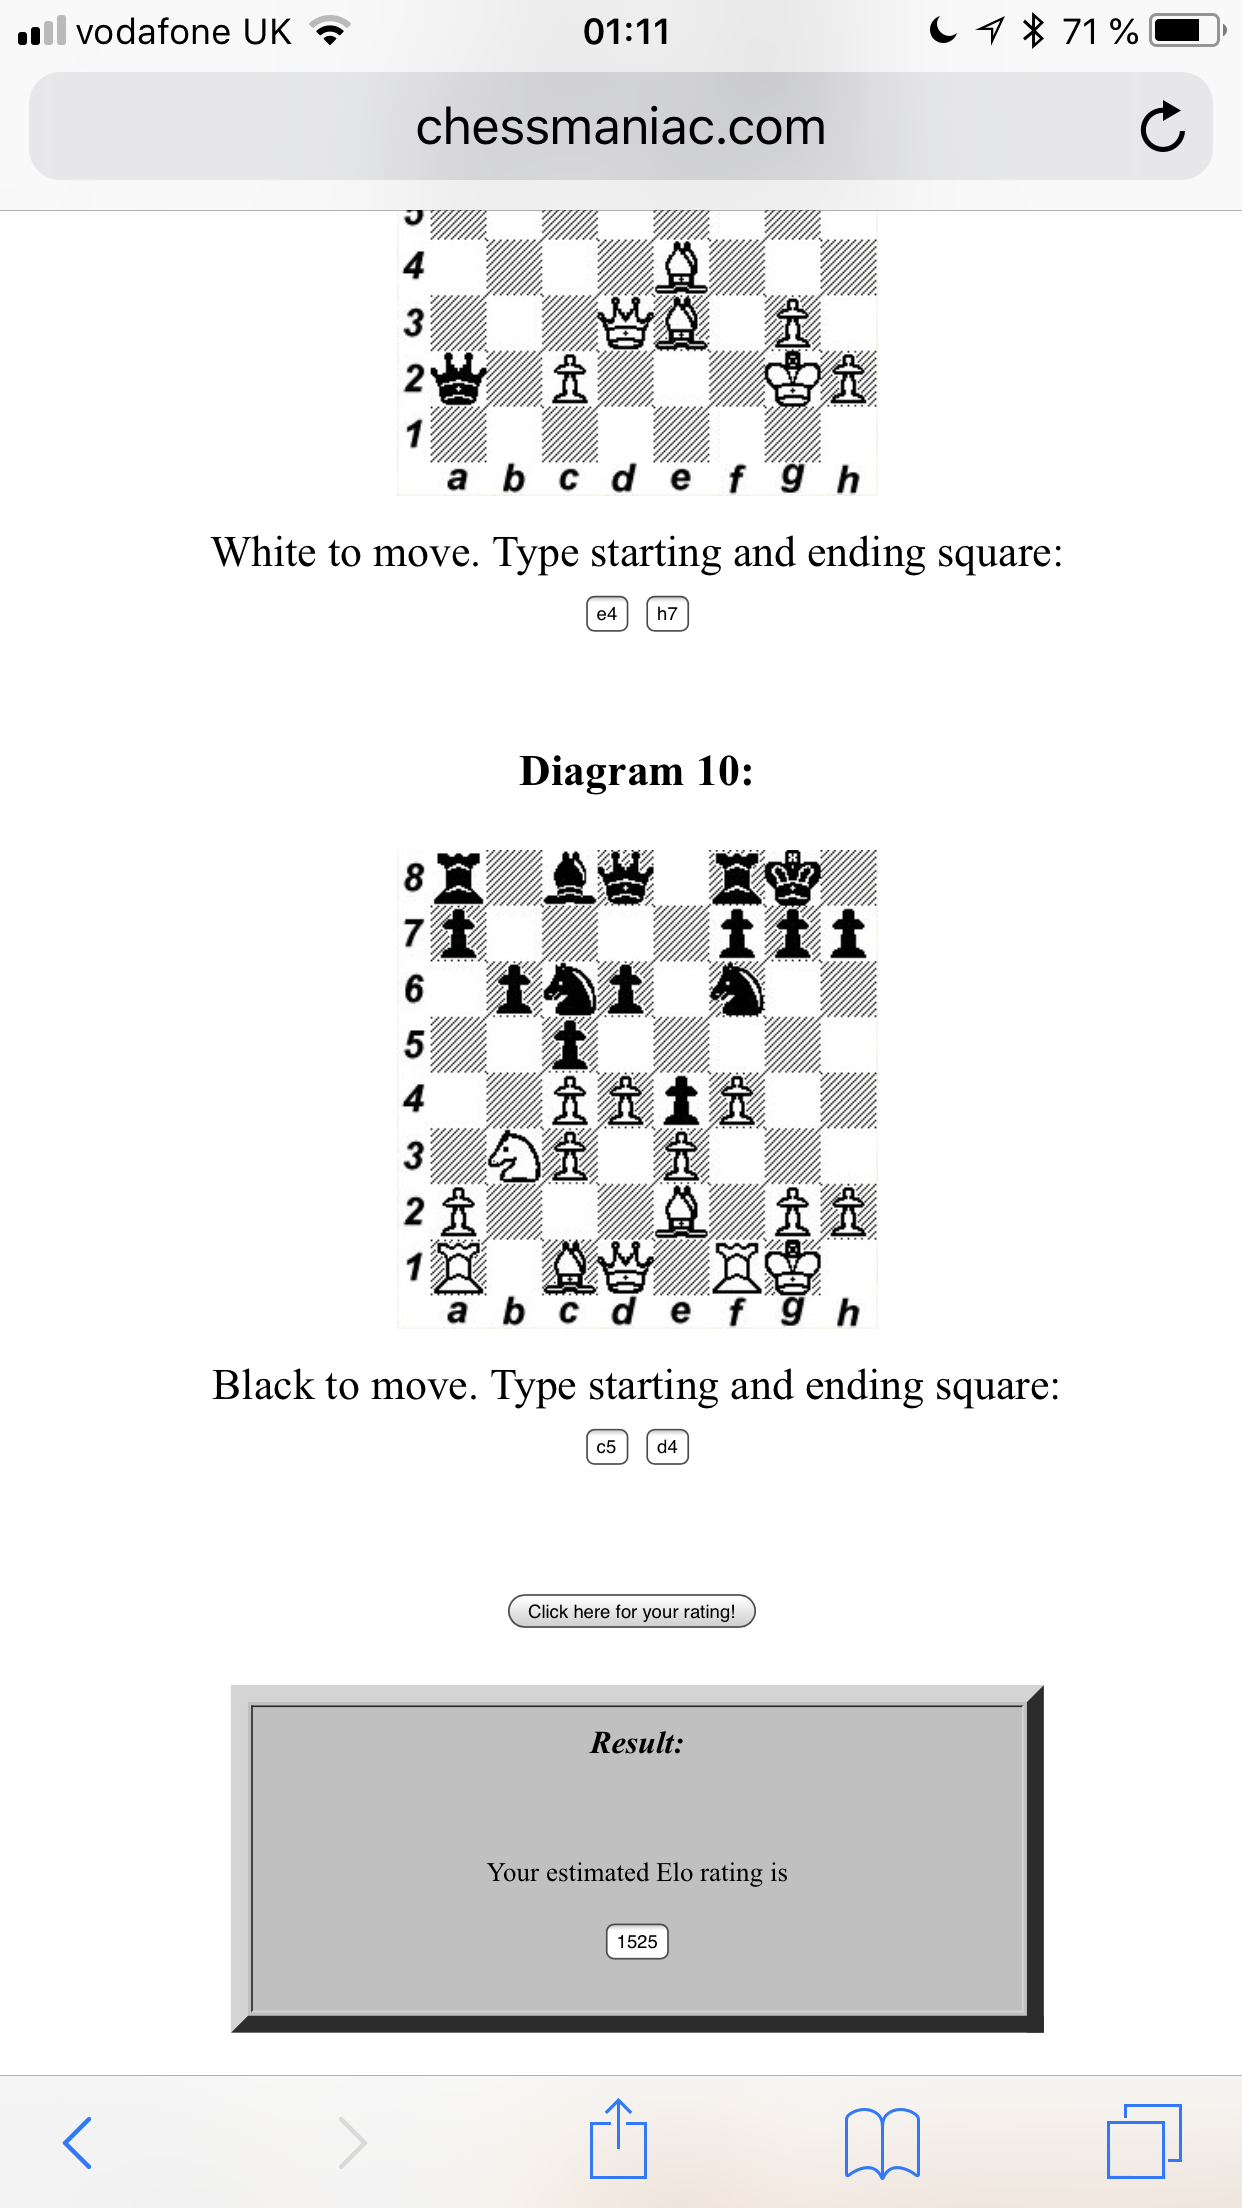 vodafone UK 01:11 71 %
chessmaniac.com
5
4
3
2
1
a b c d e f g h
White to move. Type starting and ending square:
e4 h7
Diagram 10:
8
7
6
5
4
3
2
1
a b c d e f g h
Black to move. Type starting and ending square:
c5 d4
Click here for your rating!
Result:
Your estimated Elo rating is
1525